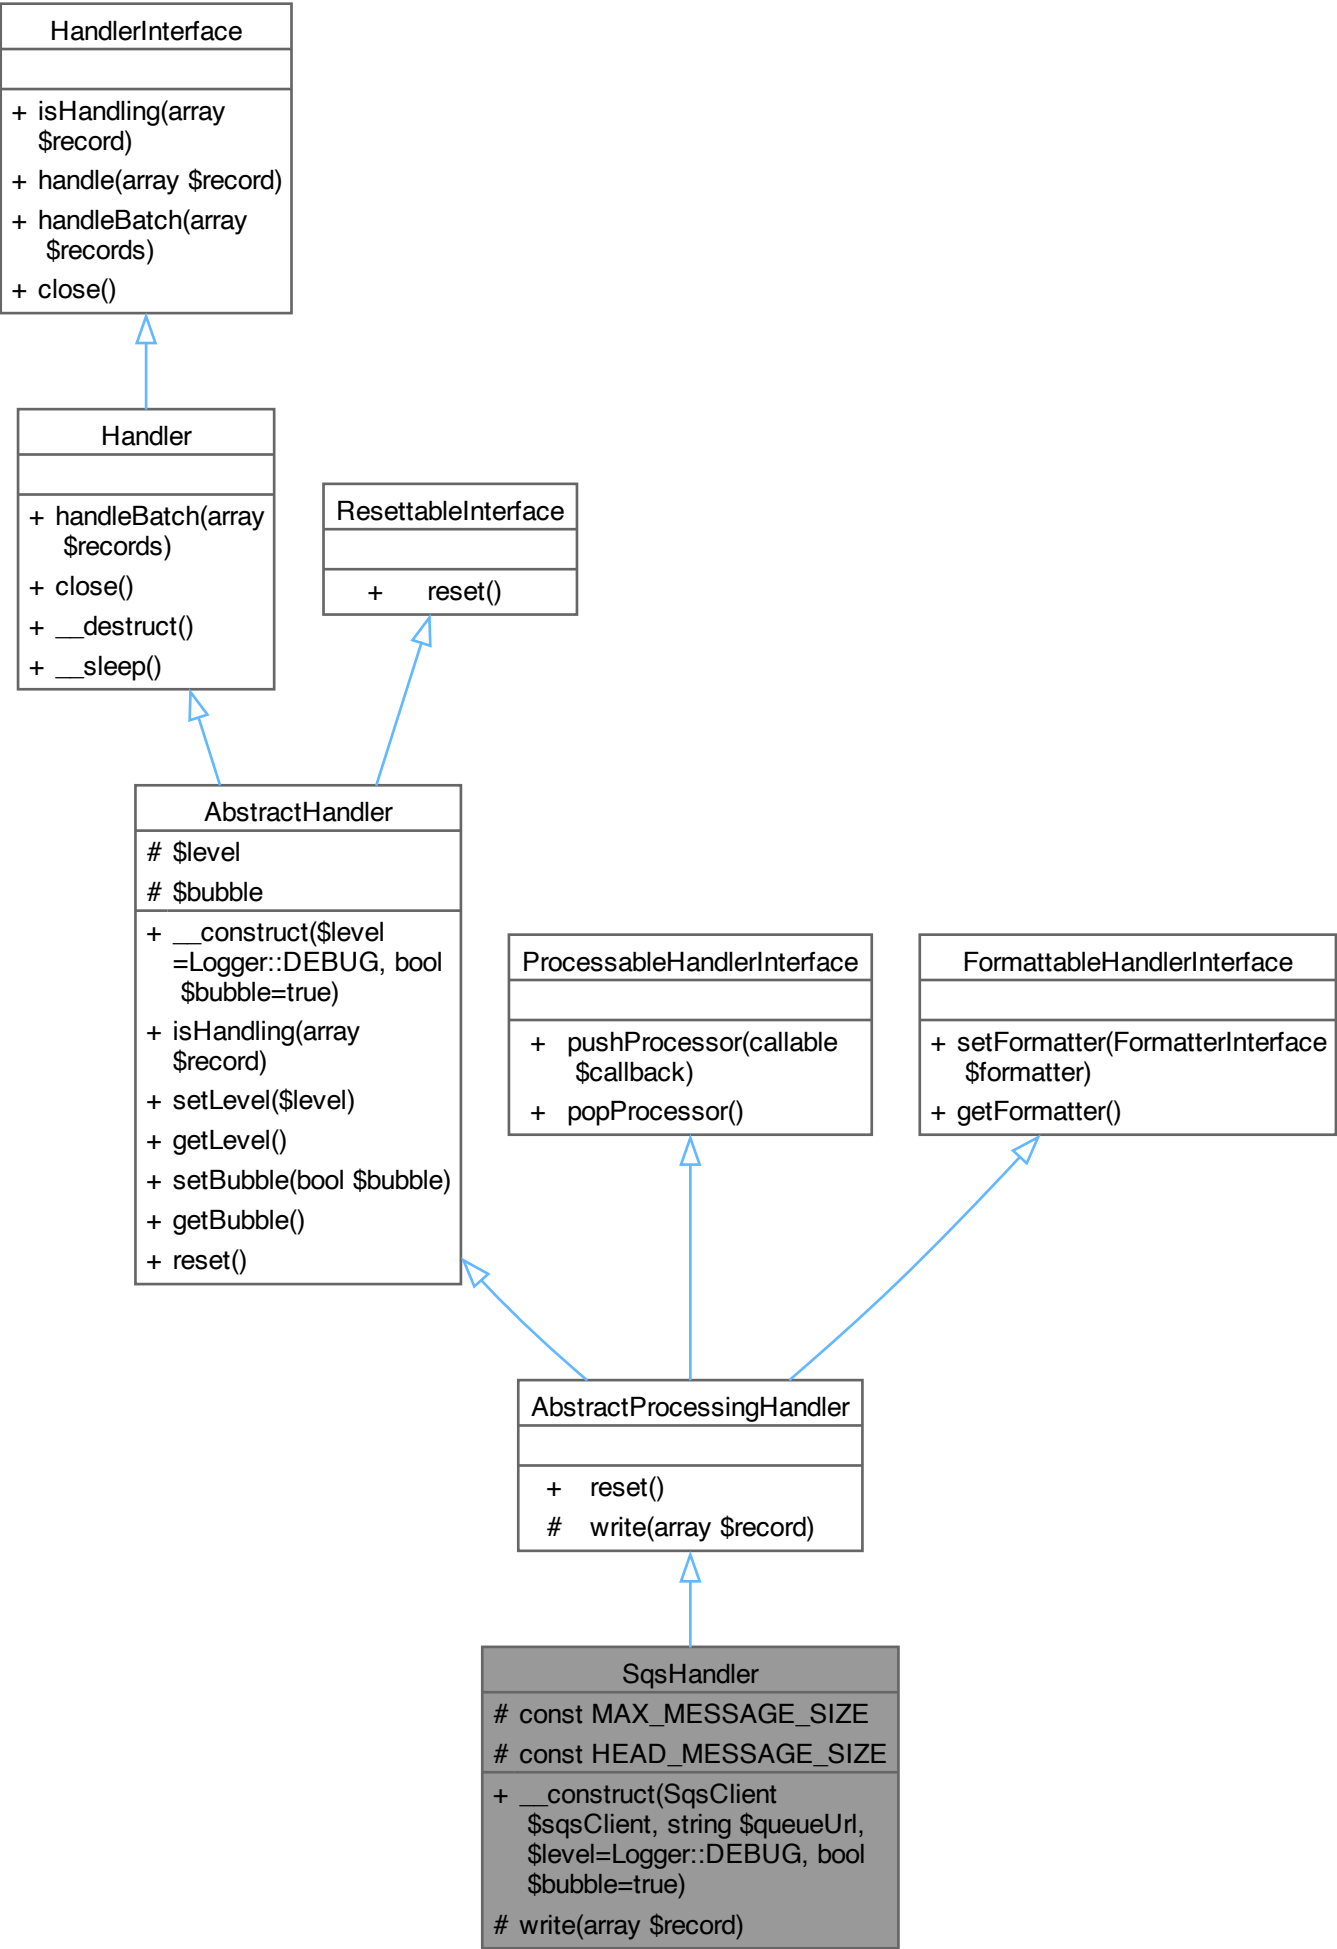 HandlerInterface
+ isHandling(array
$record)
+ handle(array $record)
+ handleBatch(array
$records)
+ close()
Handler
+ handleBatch(array
$records)
+ close()
+ __destruct()
+ __sleep()
ResettableInterface
+ reset()
AbstractHandler
# $level
# $bubble
+ __construct($level
=Logger::DEBUG, bool
$bubble=true)
+ isHandling(array
$record)
+ setLevel($level)
+ getLevel()
+ setBubble(bool $bubble)
+ getBubble()
+ reset()
ProcessableHandlerInterface
+ pushProcessor(callable
$callback)
+ popProcessor()
FormattableHandlerInterface
+ setFormatter(FormatterInterface
$formatter)
+ getFormatter()
AbstractProcessingHandler
+ reset()
# write(array $record)
SqsHandler
# const MAX_MESSAGE_SIZE
# const HEAD_MESSAGE_SIZE
+ __construct(SqsClient
$sqsClient, string $queueUrl,
$level=Logger::DEBUG, bool
$bubble=true)
# write(array $record)